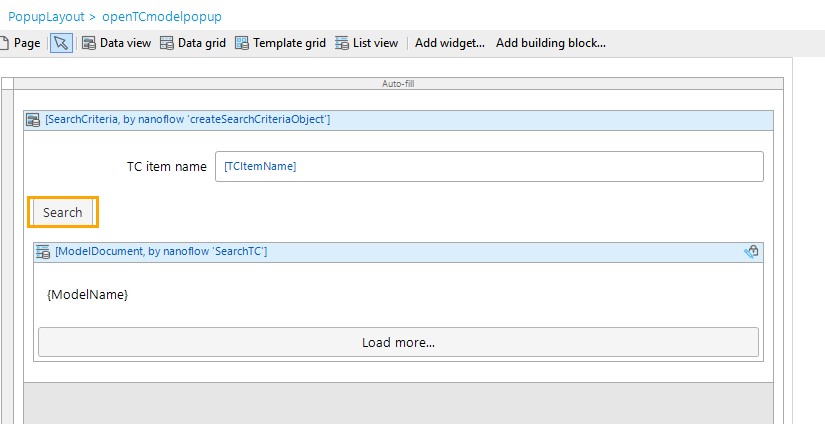 PopupLayout > openTCmodelpopup
Page Data view Data grid Template grid List view Add widget... Add building block...
Auto-fill
[SearchCriteria, by nanoflow 'createSearchCriteriaObject']
TC item name [TCItemName]
Search
[ModelDocument, by nanoflow 'SearchTC']
{ModelName}
Load more...